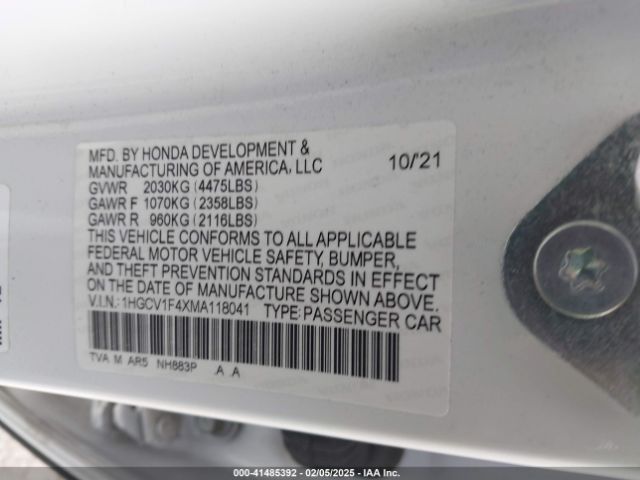 MFD. BY HONDA DEVELOPMENT &
MANUFACTURING OF AMERICA, LLC 10/'21
GVWR 2030KG (4475LBS)
GAWR F 1070KG (2358LBS)
GAWR R 960KG (2116LBS)
THIS VEHICLE CONFORMS TO ALL APPLICABLE
FEDERAL MOTOR VEHICLE SAFETY, BUMPER,
AND THEFT PREVENTION STANDARDS IN EFFECT
ON THE DATE OF MANUFACTURE SHOWN ABOVE.
V.I.N.: 1HGCV1F4XMA118041 TYPE: PASSENGER CAR
TVA M AR5 NH883P A A
000-41485392 - 02/05/2025 - IAA Inc.